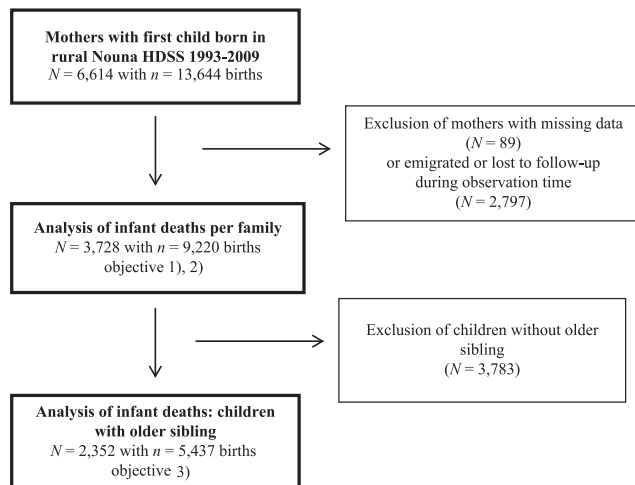 Mothers with first child born in
rural Nouna HDSS 1993-2009
N = 6,614 with n = 13,644 births
Exclusion of mothers with missing data
(N = 89)
or emigrated or lost to follow-up
during observation time
(N = 2,797)
Analysis of infant deaths per family
N = 3,728 with n = 9,220 births
objective 1), 2)
Exclusion of children without older
sibling
(N = 3,783)
Analysis of infant deaths: children
with older sibling
N = 2,352 with n = 5,437 births
objective 3)